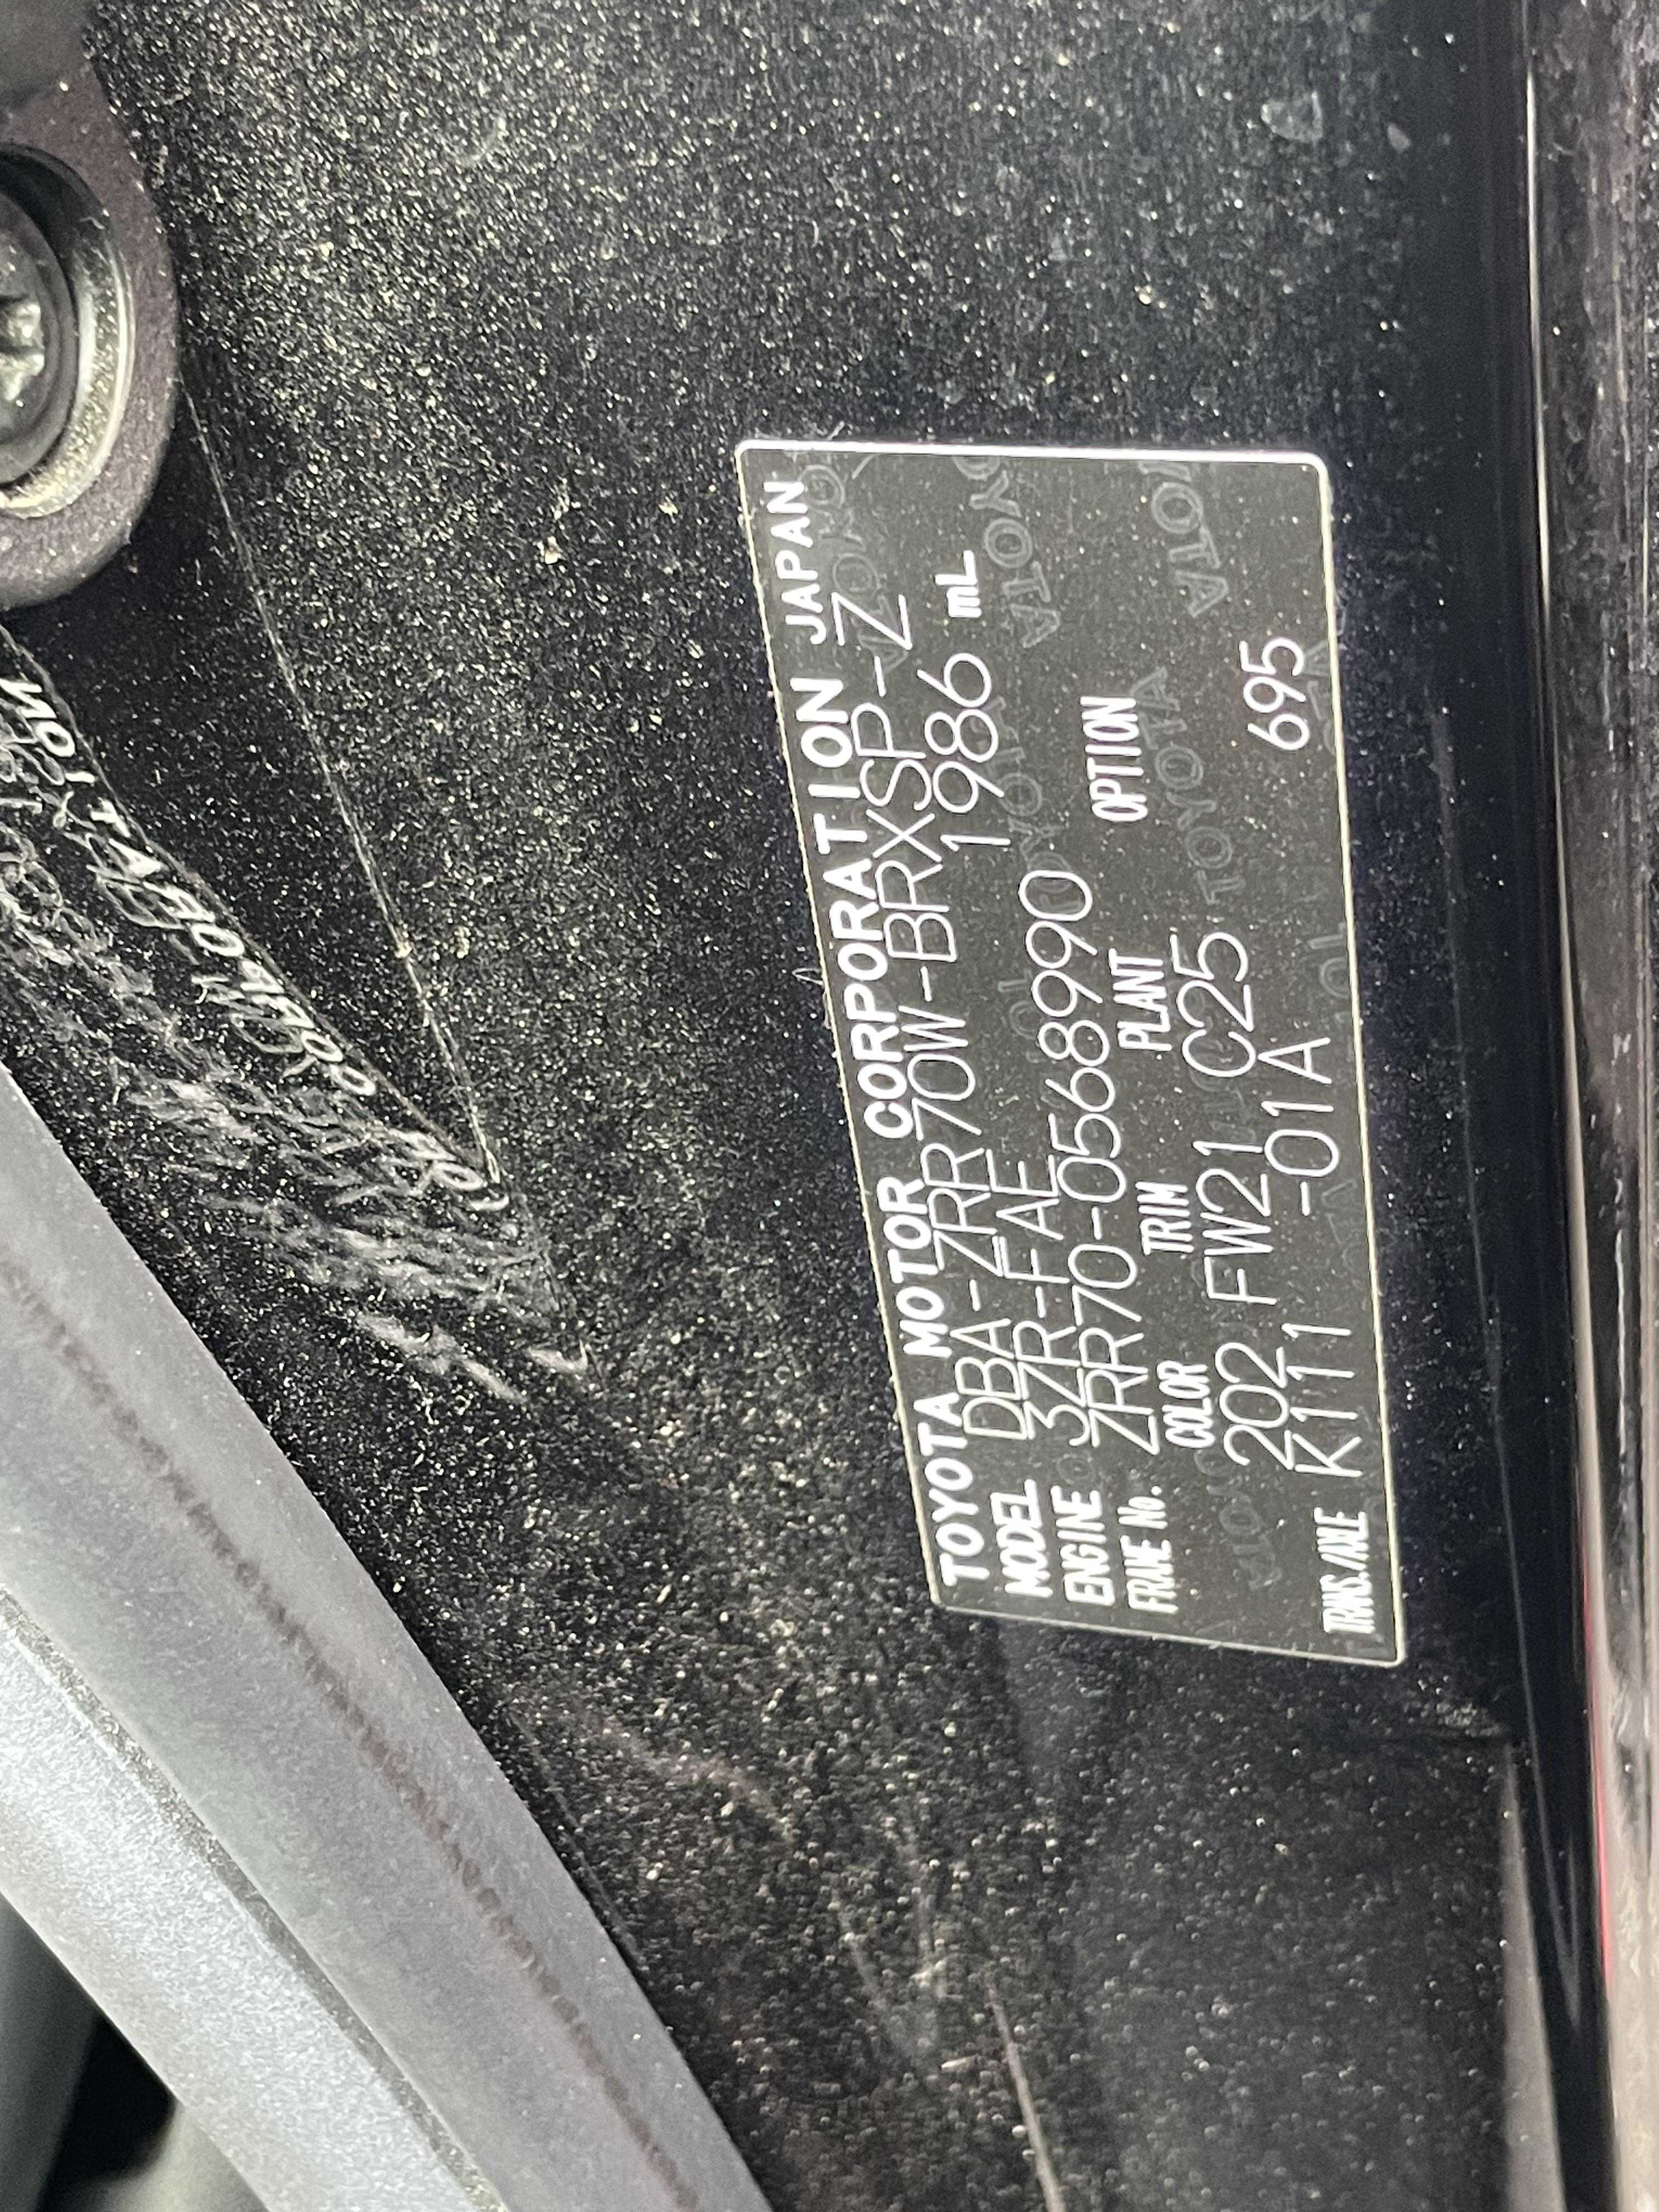 TOYOTA MOTOR CORPORATION JAPAN
MODEL DBA-ZRR70W-BRXSP-Z
ENGINE 3ZR-FAE 1986 mL
FRAME No. ZRR70-0568990
COLOR TRIM PLANT OPTION
202 FW21 C25
TRANS./AXLE K111 -01A 695